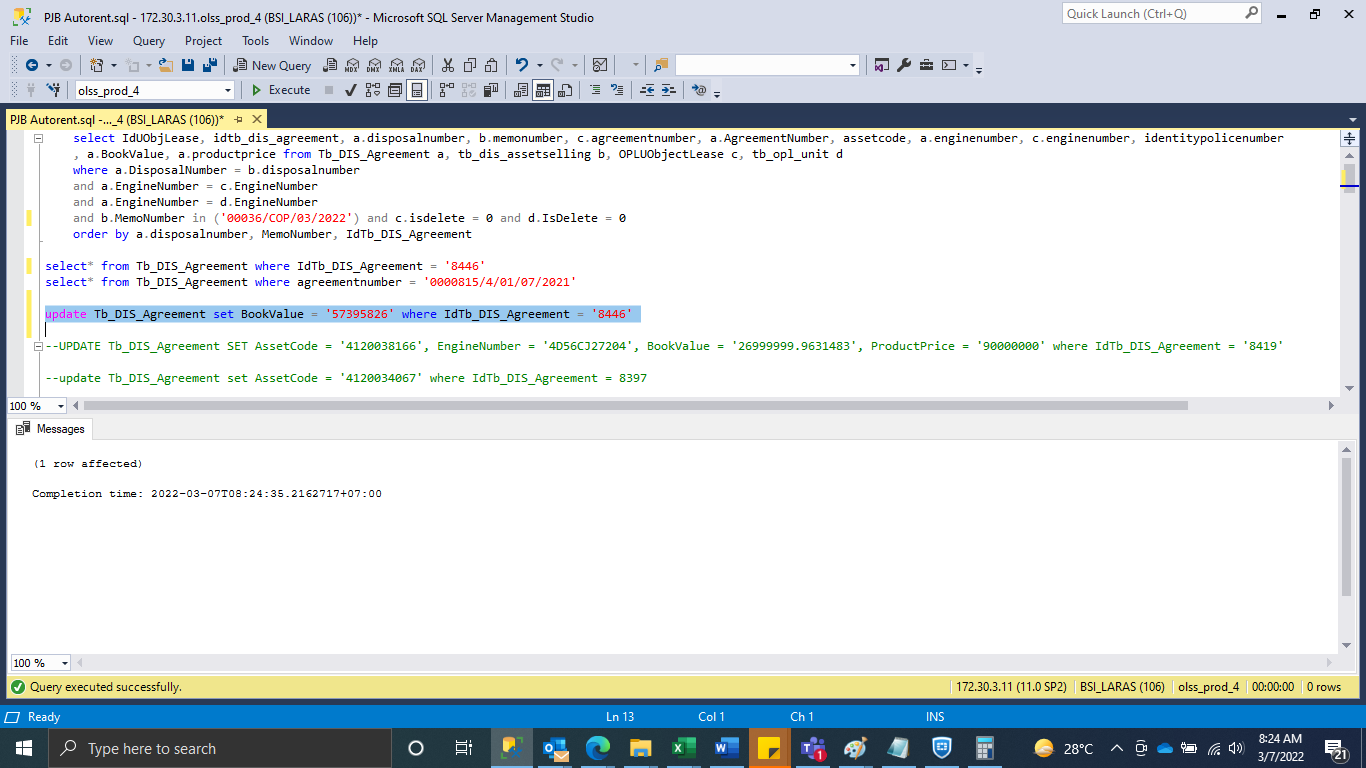 PJB Autorent.sql - 172.30.3.11.olss_prod_4 (BSI_LARAS (106))* - Microsoft SQL Server Management Studio
Quick Launch (Ctrl+Q)
File Edit View Query Project Tools Window Help
New Query MDX DMX XMLA DAX
olss_prod_4 Execute
PJB Autorent.sql -..._4 (BSI_LARAS (106))*
select IdUObjLease, idtb_dis_agreement, a.disposalnumber, b.memonumber, c.agreementnumber, a.AgreementNumber, assetcode, a.enginenumber, c.enginenumber, identitypolicenumber
, a.BookValue, a.productprice from Tb_DIS_Agreement a, tb_dis_assetselling b, OPLUObjectLease c, tb_opl_unit d
where a.DisposalNumber = b.disposalnumber
and a.EngineNumber = c.EngineNumber
and a.EngineNumber = d.EngineNumber
and b.MemoNumber in ('00036/COP/03/2022') and c.isdelete = 0 and d.IsDelete = 0
order by a.disposalnumber, MemoNumber, IdTb_DIS_Agreement
select* from Tb_DIS_Agreement where IdTb_DIS_Agreement = '8446'
select* from Tb_DIS_Agreement where agreementnumber = '0000815/4/01/07/2021'
update Tb_DIS_Agreement set BookValue = '57395826' where IdTb_DIS_Agreement = '8446'
--UPDATE Tb_DIS_Agreement SET AssetCode = '4120038166', EngineNumber = '4D56CJ27204', BookValue = '26999999.9631483', ProductPrice = '90000000' where IdTb_DIS_Agreement = '8419'
--update Tb_DIS_Agreement set AssetCode = '4120034067' where IdTb_DIS_Agreement = 8397
100 %
Messages
(1 row affected)
Completion time: 2022-03-07T08:24:35.2162717+07:00
100 %
Query executed successfully. 172.30.3.11 (11.0 SP2) BSI_LARAS (106) olss_prod_4 00:00:00 0 rows
Ready Ln 13 Col 1 Ch 1 INS
Type here to search 1 28°C 8:24 AM
3/7/2022 21